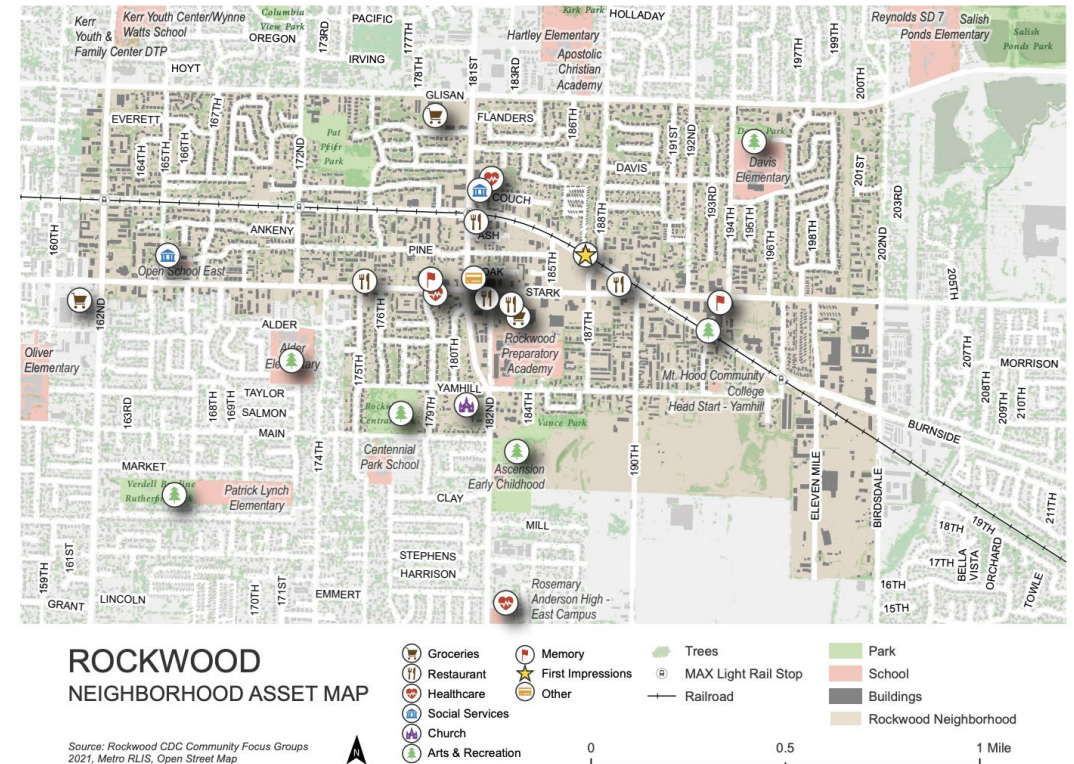 Kerr Youth Center/Wynne
Watts School
Kerr
Youth &
Family Center DTP
Columbia
View Park
OREGON
173RD
PACIFIC
IRVING
177TH
HOYT
178TH
181ST
183RD
Kirk Park
HOLLADAY
Hartley Elementary
Apostolic
Christian
Academy
197TH
199TH
200TH
Reynolds SD 7
Salish
Ponds Elementary
Salish
Ponds Park
GLISAN
EVERETT
167TH
FLANDERS
164TH
165TH
166TH
172ND
Pat
Pfeifer
Park
186TH
191ST
192ND
DAVIS
Davis
Elementary
201ST
203RD
COUCH
160TH
ANKENY
ASH
188TH
193RD
194TH
195TH
196TH
198TH
202ND
PINE
Open School East
OAK
185TH
STARK
205TH
162ND
176TH
187TH
ALDER
Alder
Elementary
Rockwood
Preparatory
Academy
Oliver
Elementary
175TH
180TH
207TH
MORRISON
TAYLOR
YAMHILL
Mt. Hood Community
College
Head Start - Yamhill
208TH
209TH
210TH
163RD
168TH
169TH
SALMON
179TH
182ND
184TH
Vance Park
MAIN
174TH
Centennial
Park School
190TH
BURNSIDE
MARKET
Ascension
Early Childhood
ELEVEN MILE
BIRDSDALE
Patrick Lynch
Elementary
CLAY
211TH
MILL
18TH
19TH
STEPHENS
161ST
HARRISON
17TH
BELLA
VISTA
ORCHARD
159TH
170TH
171ST
EMMERT
Rosemary
Anderson High -
East Campus
16TH
TOWLE
GRANT
LINCOLN
15TH
ROCKWOOD
NEIGHBORHOOD ASSET MAP
Source: Rockwood CDC Community Focus Groups
2021, Metro RLIS, Open Street Map
N
Groceries
Restaurant
Healthcare
Social Services
Church
Arts & Recreation
Memory
First Impressions
Other
Trees
MAX Light Rail Stop
Railroad
Park
School
Buildings
Rockwood Neighborhood
0
0.5
1 Mile